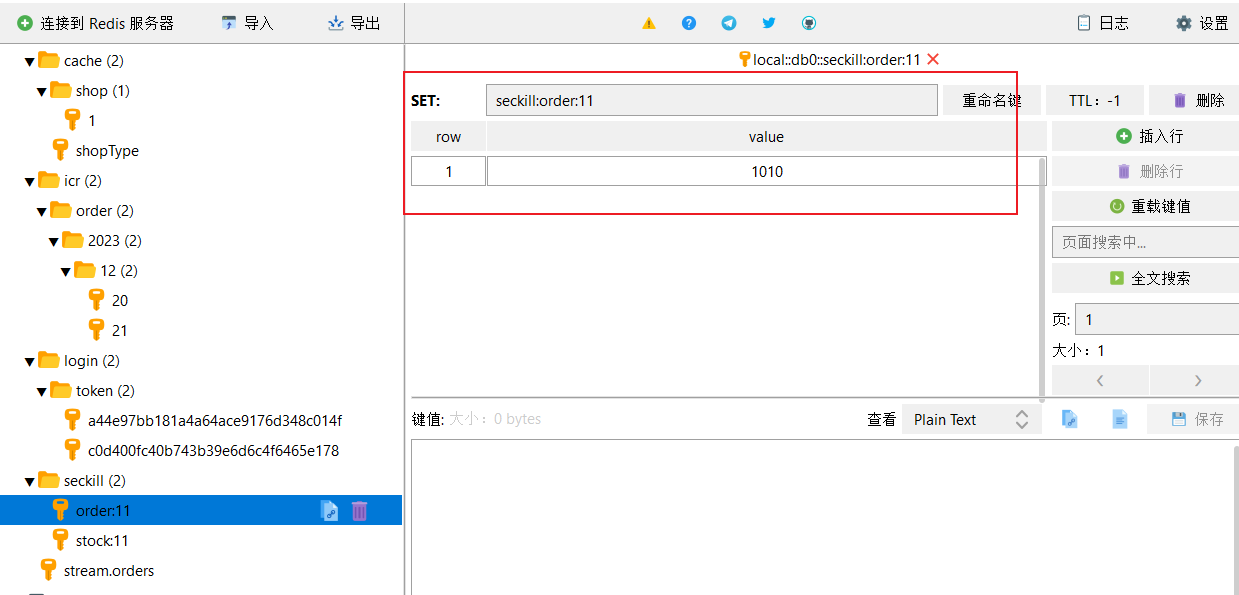 连接到 Redis 服务器 导入 导出 日志 设置
cache (2)
shop (1)
1
shopType
icr (2)
order (2)
2023 (2)
12 (2)
20
21
login (2)
token (2)
a44e97bb181a4a64ace9176d348c014f
c0d400fc40b743b39e6d6c4f6465e178
seckill (2)
order:11
stock:11
stream.orders
local::db0::seckill:order:11
SET: seckill:order:11 重命名键 TTL：-1 删除
row value
1 1010
插入行
删除行
重载键值
页面搜索中...
全文搜索
页: 1
大小：1
键值: 大小：0 bytes 查看 Plain Text 保存